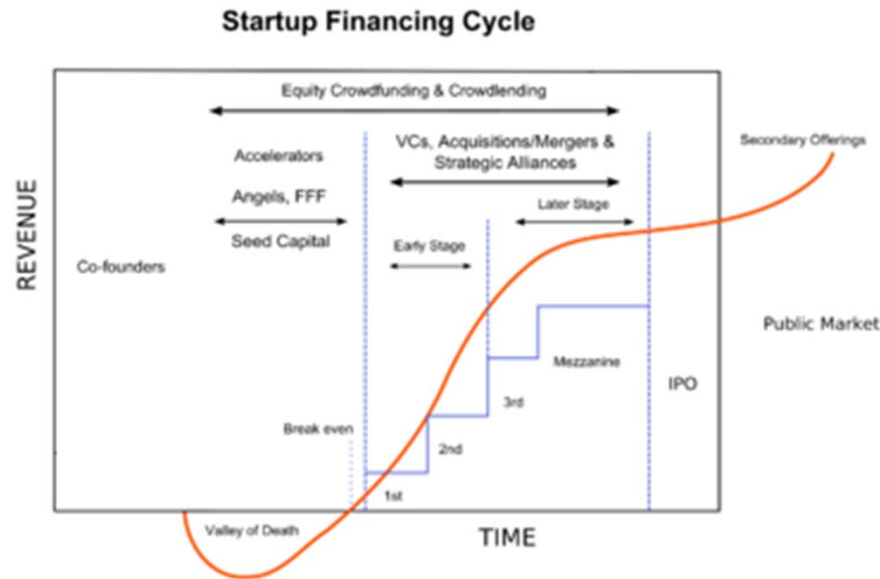 Startup Financing Cycle
Equity Crowdfunding & Crowdlending
VCs, Acquisitions/Mergers &
Strategic Alliances
Accelerators
Angels, FFF
Seed Capital
Later Stage
Early Stage
Secondary Offerings
REVENUE
Co-founders
Public Market
Mezzanine
IPO
3rd
Break even
2nd
1st
Valley of Death
TIME